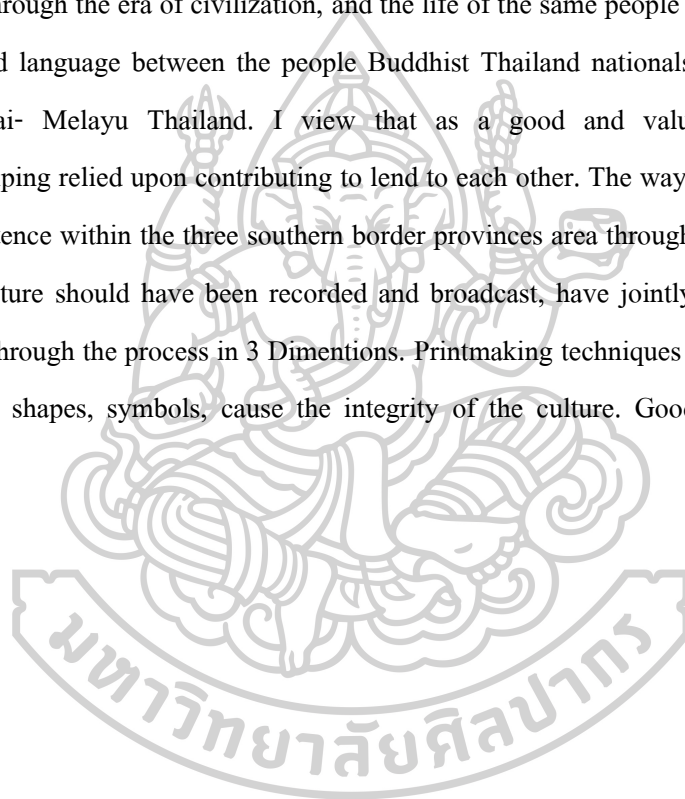 rough the era of civilization, and the life of the same people
d language between the people Buddhist Thailand nationals
ai- Melayu Thailand. I view that as a good and valu
ping relied upon contributing to lend to each other. The way
tence within the three southern border provinces area through
ture should have been recorded and broadcast, have jointly
hrough the process in 3 Dimentions. Printmaking techniques
shapes, symbols, cause the integrity of the culture. Good
มหาวิทยาลัยศิลปากร